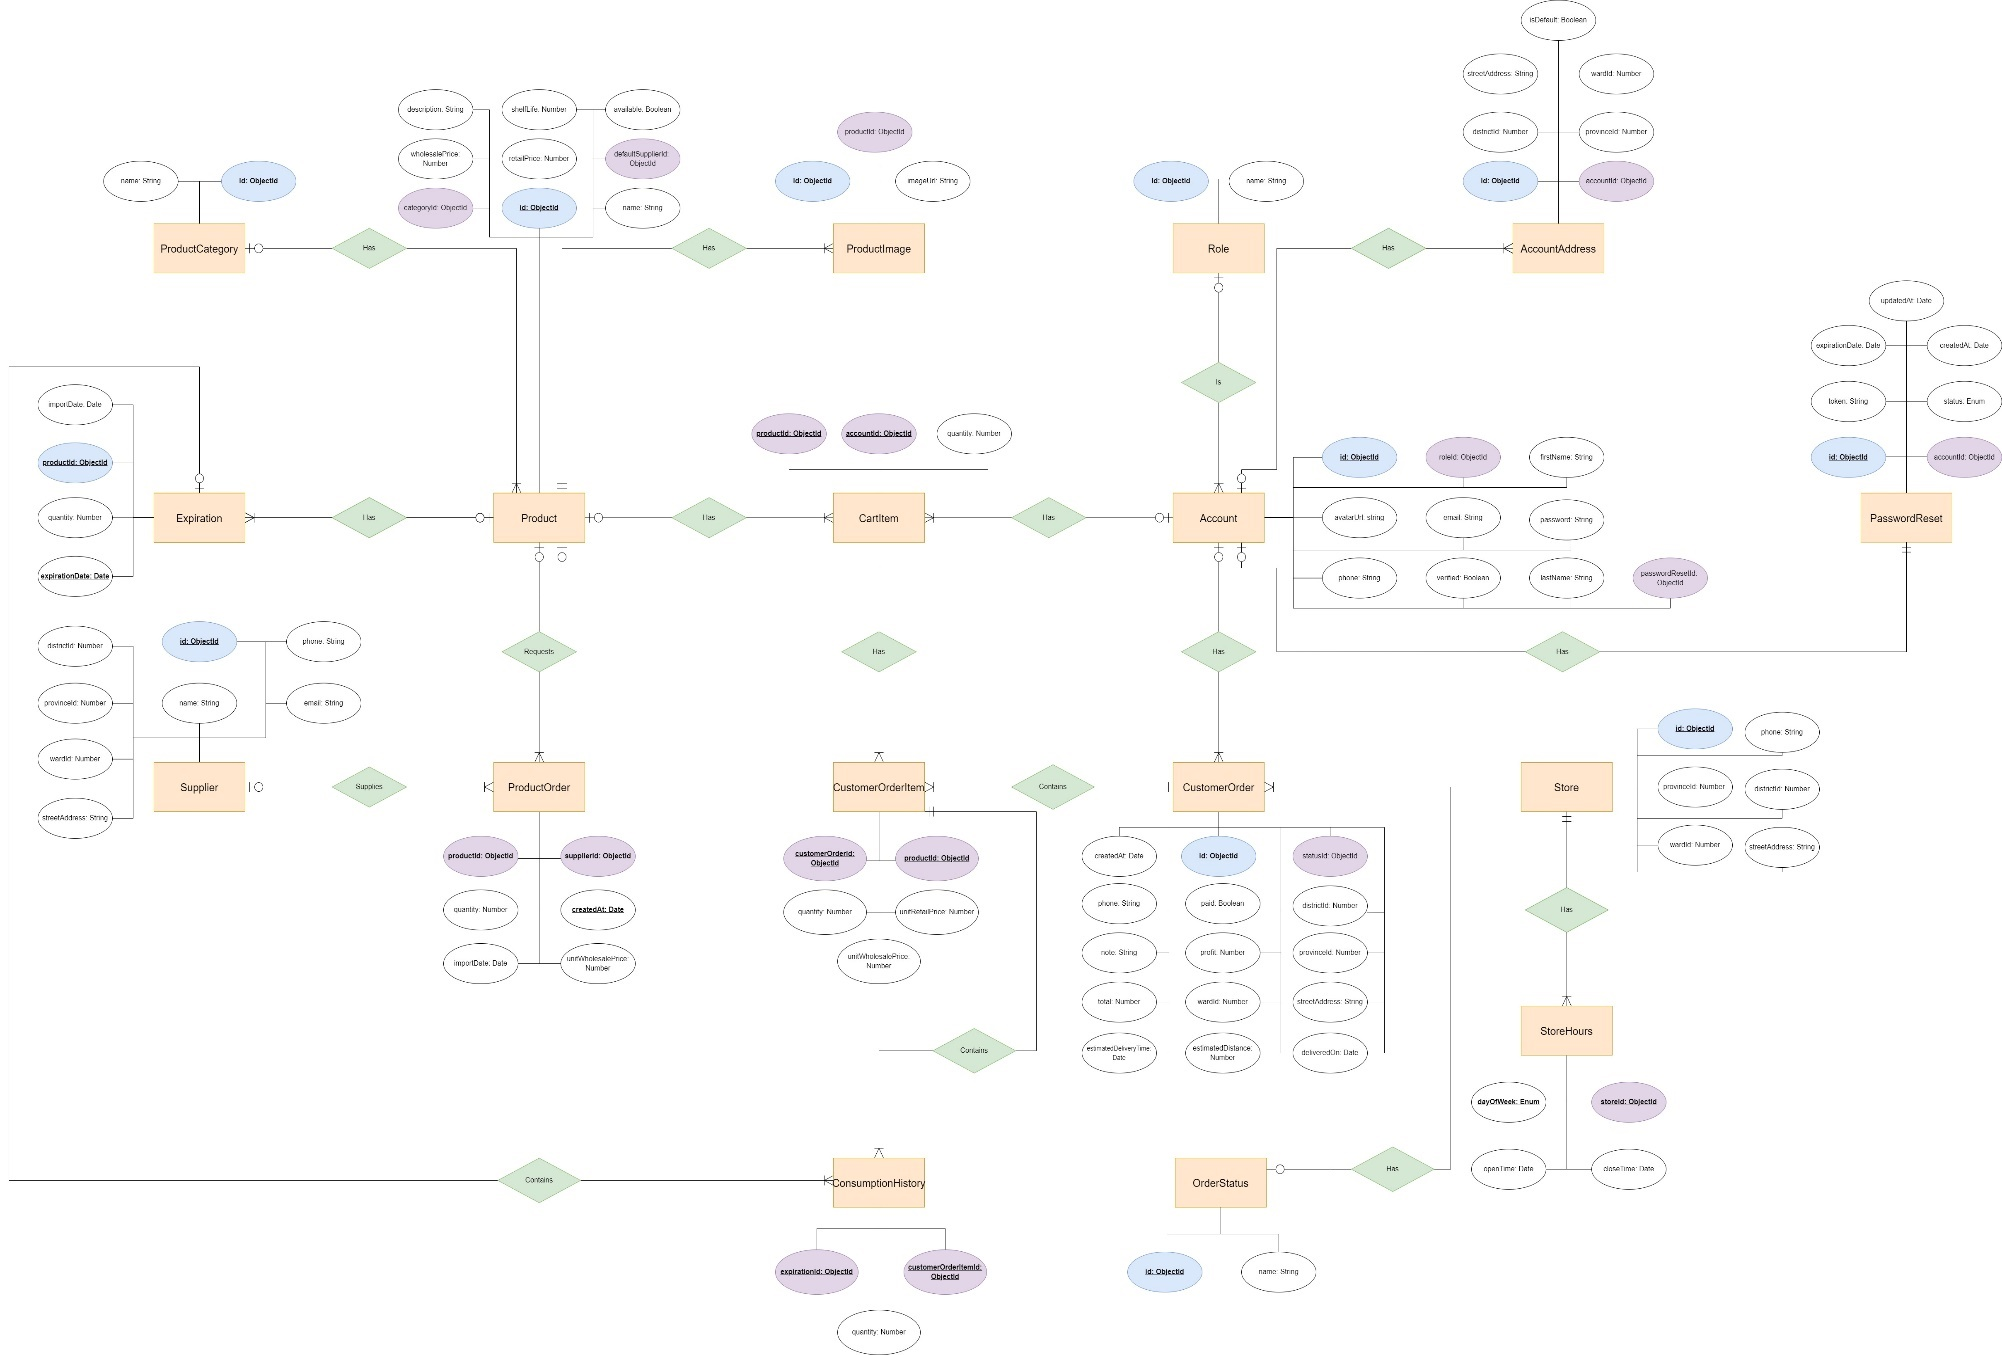 isDefault: Boolean
streetAddress: String
wardId: Number
description: String
shelfLife: Number
available: Boolean
productId: ObjectId
districtId: Number
provinceId: Number
wholesalePrice:
Number
retailPrice: Number
defaultSupplierId:
ObjectId
name: String
id: ObjectId
id: ObjectId
imageUrl: String
id: ObjectId
name: String
id: ObjectId
accountId: ObjectId
categoryId: ObjectId
id: ObjectId
name: String
ProductCategory
Has
Has
ProductImage
Role
Has
AccountAddress
updatedAt: Date
expirationDate: Date
createdAt: Date
Is
importDate: Date
token: String
status: Enum
productId: ObjectId
accountId: ObjectId
quantity: Number
productId: ObjectId
id: ObjectId
roleId: ObjectId
firstName: String
id: ObjectId
accountId: ObjectId
quantity: Number
Expiration
Has
Product
Has
CartItem
Has
Account
avatarUrl: string
email: String
password: String
PasswordReset
expirationDate: Date
phone: String
verified: Boolean
lastName: String
passwordResetId:
ObjectId
districtId: Number
id: ObjectId
phone: String
Requests
Has
Has
Has
provinceId: Number
name: String
email: String
id: ObjectId
phone: String
wardId: Number
Supplier
Supplies
ProductOrder
CustomerOrderItem
Contains
CustomerOrder
Store
provinceId: Number
districtId: Number
streetAddress: String
wardId: Number
streetAddress: String
productId: ObjectId
supplierId: ObjectId
customerOrderId:
ObjectId
productId: ObjectId
createdAt: Date
id: ObjectId
statusId: ObjectId
quantity: Number
createdAt: Date
quantity: Number
unitRetailPrice: Number
phone: String
paid: Boolean
districtId: Number
Has
importDate: Date
unitWholesalePrice:
Number
unitWholesalePrice:
Number
note: String
profit: Number
provinceId: Number
total: Number
wardId: Number
streetAddress: String
StoreHours
Contains
estimatedDeliveryTime:
Date
estimatedDistance:
Number
deliveredOn: Date
dayOfWeek: Enum
storeId: ObjectId
Contains
ConsumptionHistory
OrderStatus
Has
openTime: Date
closeTime: Date
expirationId: ObjectId
customerOrderItemId:
ObjectId
id: ObjectId
name: String
quantity: Number